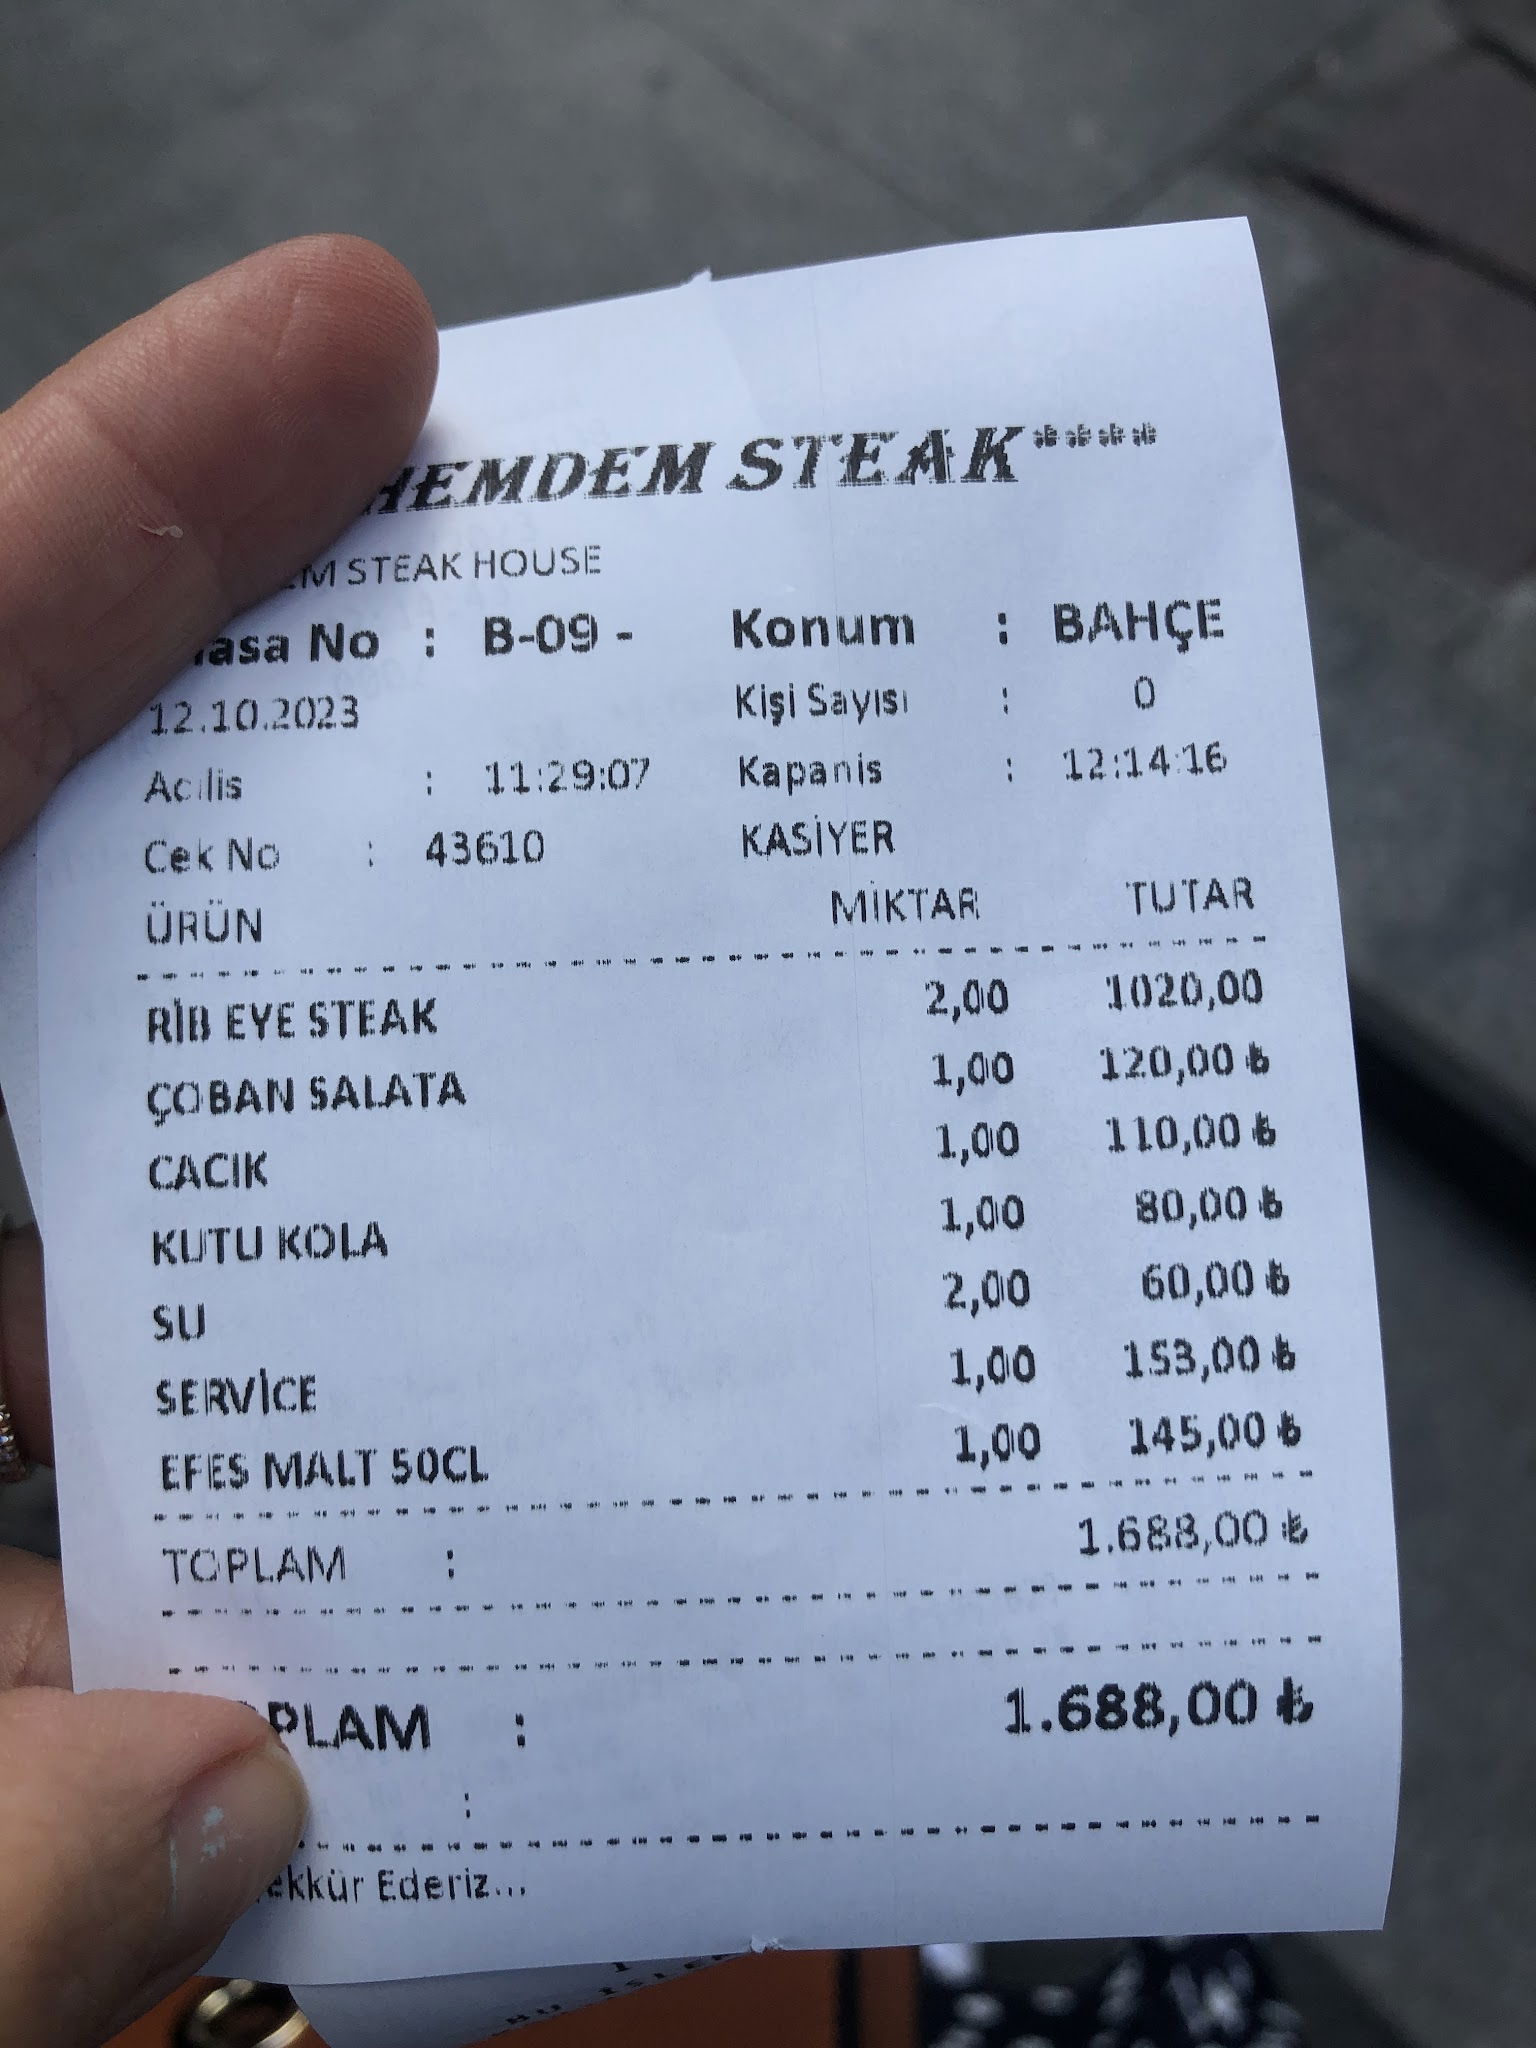 HEMDEM STEAK****
STEAK HOUSE
No : B-09 - Konum : BAHÇE
12.10.2023 Kişi Sayısı : 0
Acilis : 11:29:07 Kapanis : 12:14:16
Cek No : 43610 KASİYER
ÜRÜN MİKTAR TUTAR
RİB EYE STEAK 2,00 1020,00
ÇOBAN SALATA 1,00 120,00 ₺
CACIK 1,00 110,00 ₺
KUTU KOLA 1,00 80,00 ₺
SU 2,00 60,00 ₺
SERVİCE 1,00 153,00 ₺
EFES MALT 50CL 1,00 145,00 ₺
TOPLAM : 1.688,00 ₺
PLAM : 1.688,00 ₺
:
ekkür Ederiz...